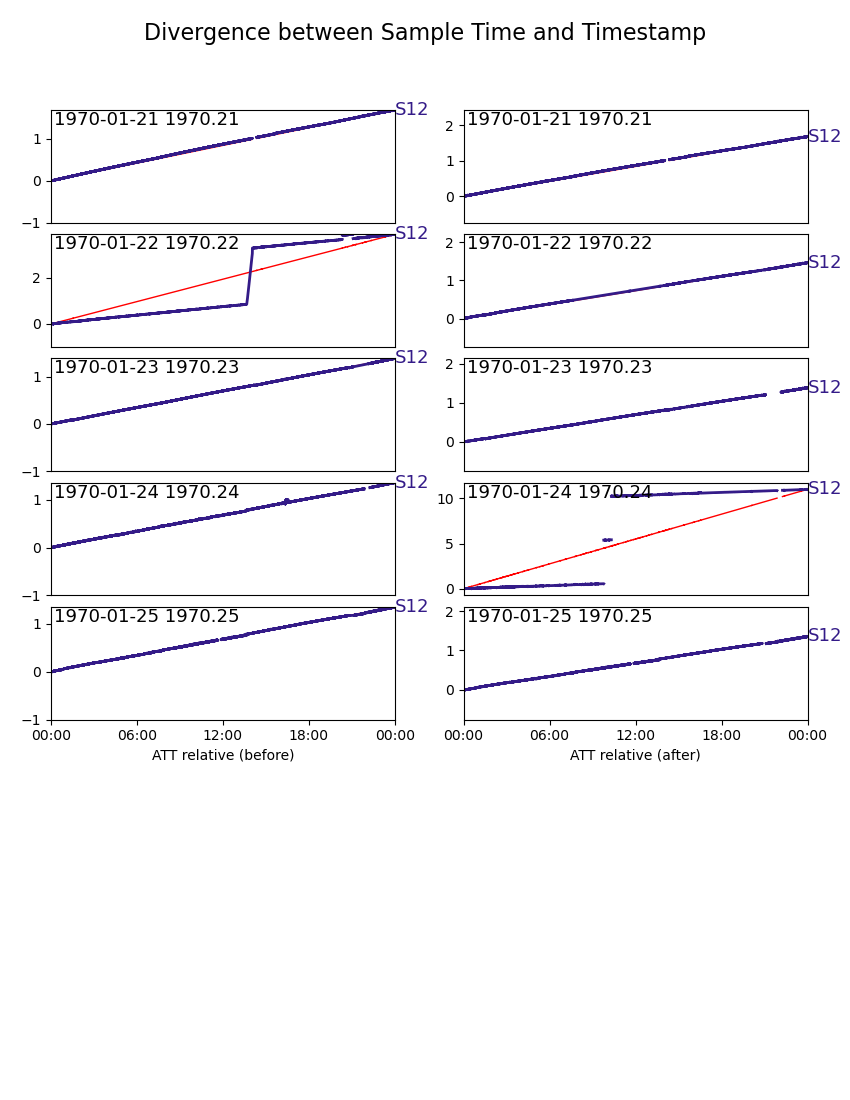 Divergence between Sample Time and Timestamp
1970-01-21 1970.21
S12
1
0
−1
1970-01-21 1970.21
S12
2
1
0
1970-01-22 1970.22
S12
2
0
1970-01-22 1970.22
S12
2
1
0
1970-01-23 1970.23
S12
1
0
−1
1970-01-23 1970.23
S12
2
1
0
1970-01-24 1970.24
S12
1
0
−1
1970-01-24 1970.24
S12
10
5
0
1970-01-25 1970.25
S12
1
0
−1
00:00 06:00 12:00 18:00 00:00
ATT relative (before)
1970-01-25 1970.25
S12
2
1
0
00:00 06:00 12:00 18:00 00:00
ATT relative (after)